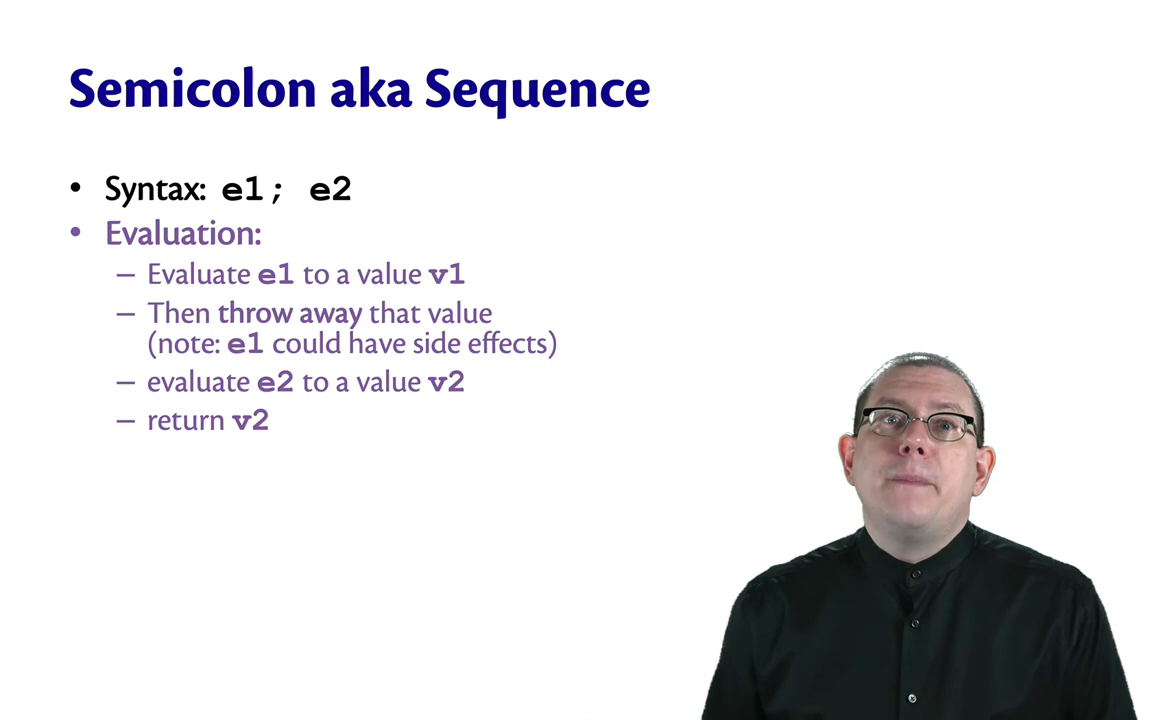 Semicolon aka Sequence
• Syntax: e1; e2
• Evaluation:
– Evaluate e1 to a value v1
– Then throw away that value
(note: e1 could have side effects)
– evaluate e2 to a value v2
– return v2